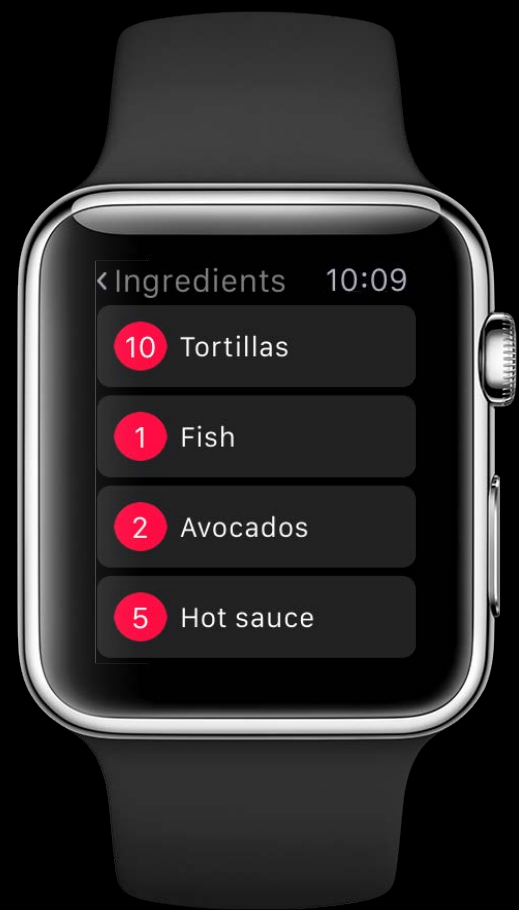 <Ingredients 10:09
10 Tortillas
1 Fish
2 Avocados
5 Hot sauce